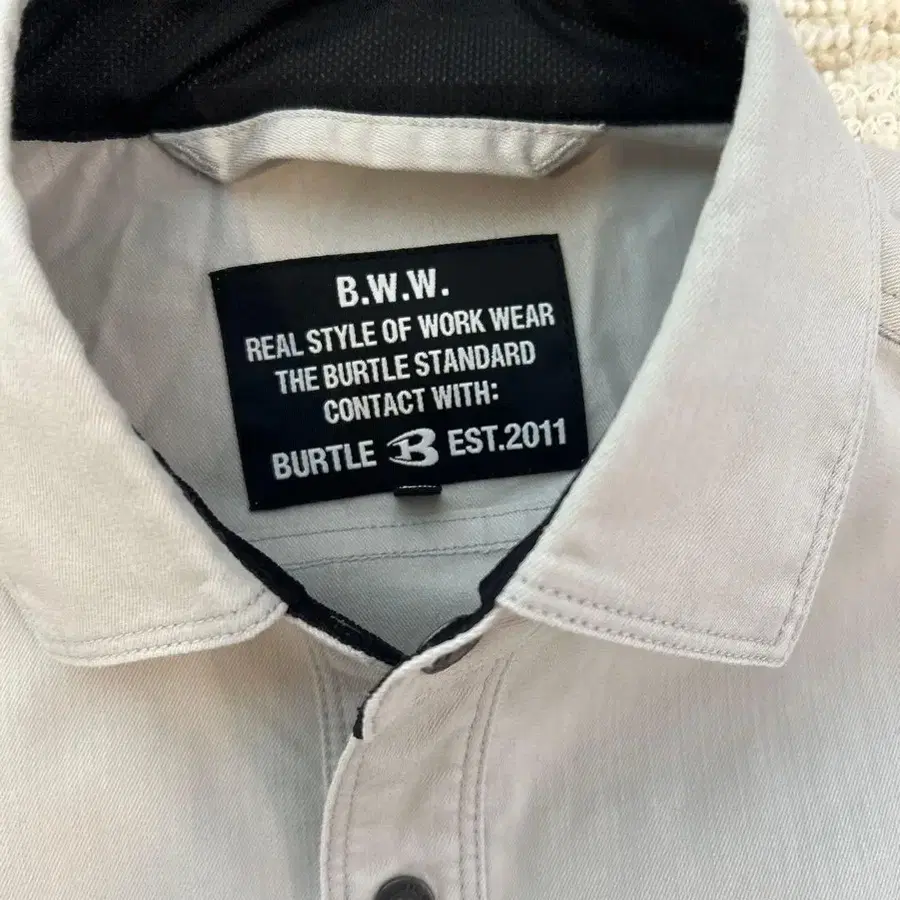 B.W.W.
REAL STYLE OF WORK WEAR
THE BURTLE STANDARD
CONTACT WITH:
BURTLE B EST.2011